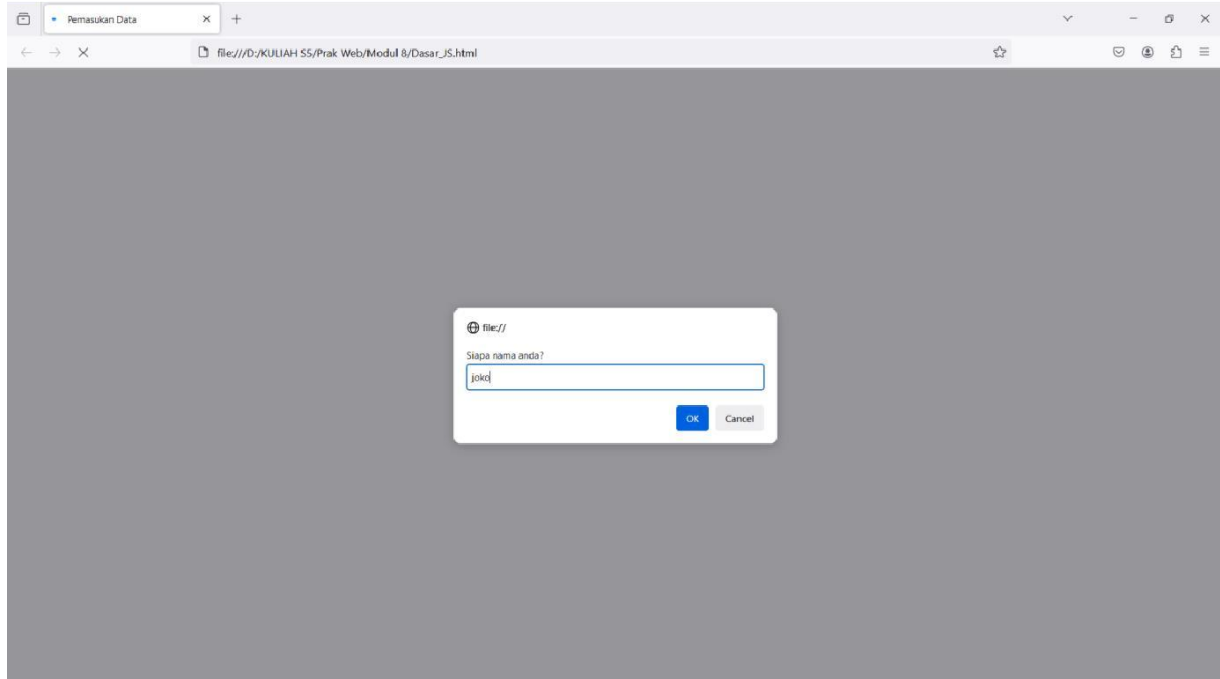 Pemasukan Data
file:///D:/KULIAH S5/Prak Web/Modul 8/Dasar_JS.html
file://
Siapa nama anda?
joko
OK Cancel